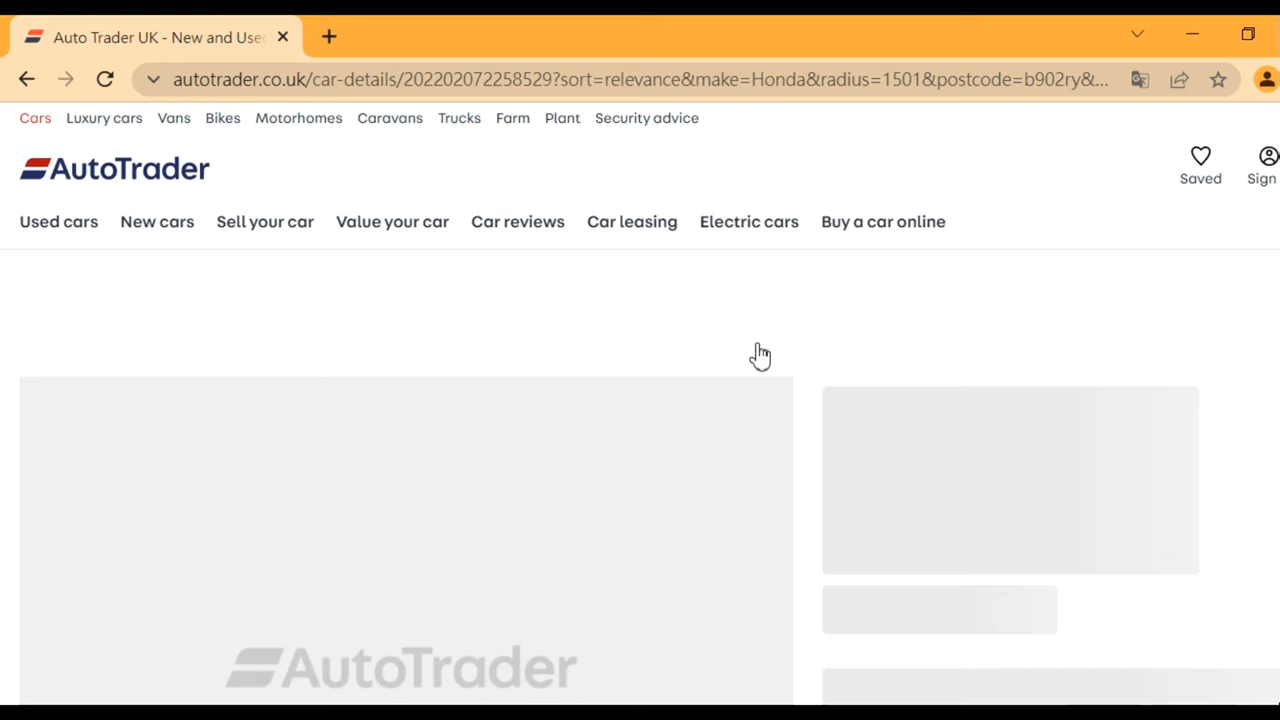 Auto Trader UK - New and Used
autotrader.co.uk/car-details/202202072258529?sort=relevance&make=Honda&radius=1501&postcode=b902ry&...
Cars Luxury cars Vans Bikes Motorhomes Caravans Trucks Farm Plant Security advice
AutoTrader
Saved Sign
Used cars New cars Sell your car Value your car Car reviews Car leasing Electric cars Buy a car online
AutoTrader